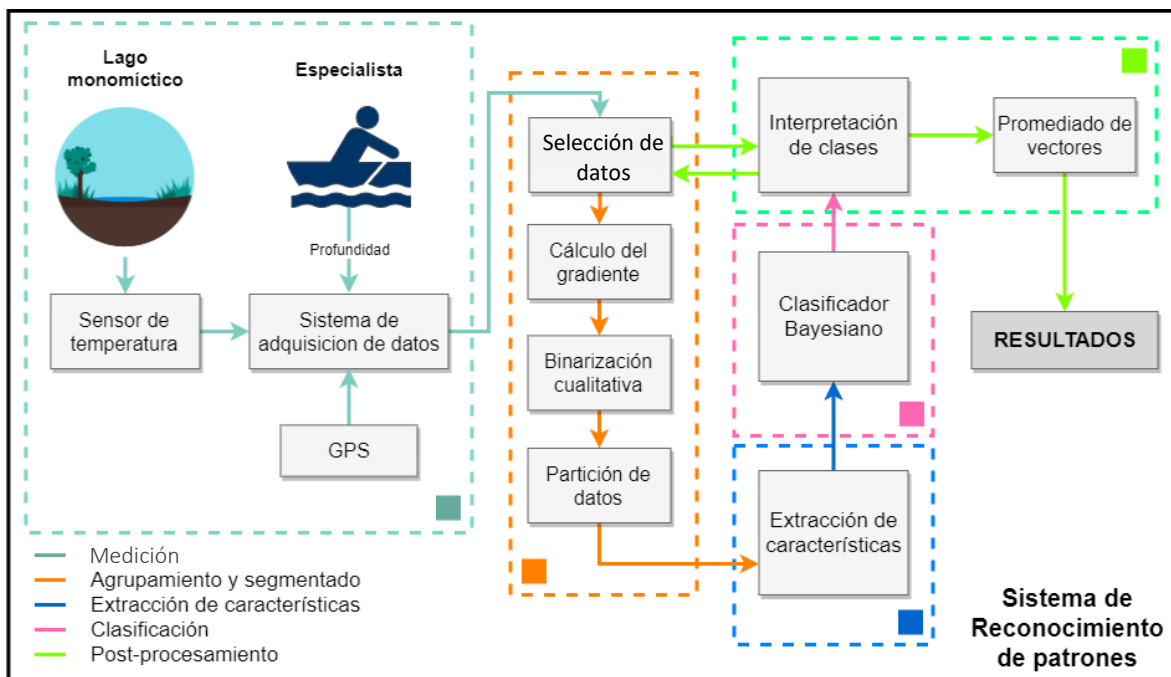 Lago
monomíctico
Especialista
Profundidad
Sensor de
temperatura
Sistema de
adquisicion de datos
GPS
Selección de
datos
Cálculo del
gradiente
Binarización
cualitativa
Partición de
datos
Interpretación
de clases
Promediado de
vectores
Clasificador
Bayesiano
RESULTADOS
Extracción de
características
Medición
Agrupamiento y segmentado
Extracción de características
Clasificación
Post-procesamiento
Sistema de
Reconocimiento
de patrones